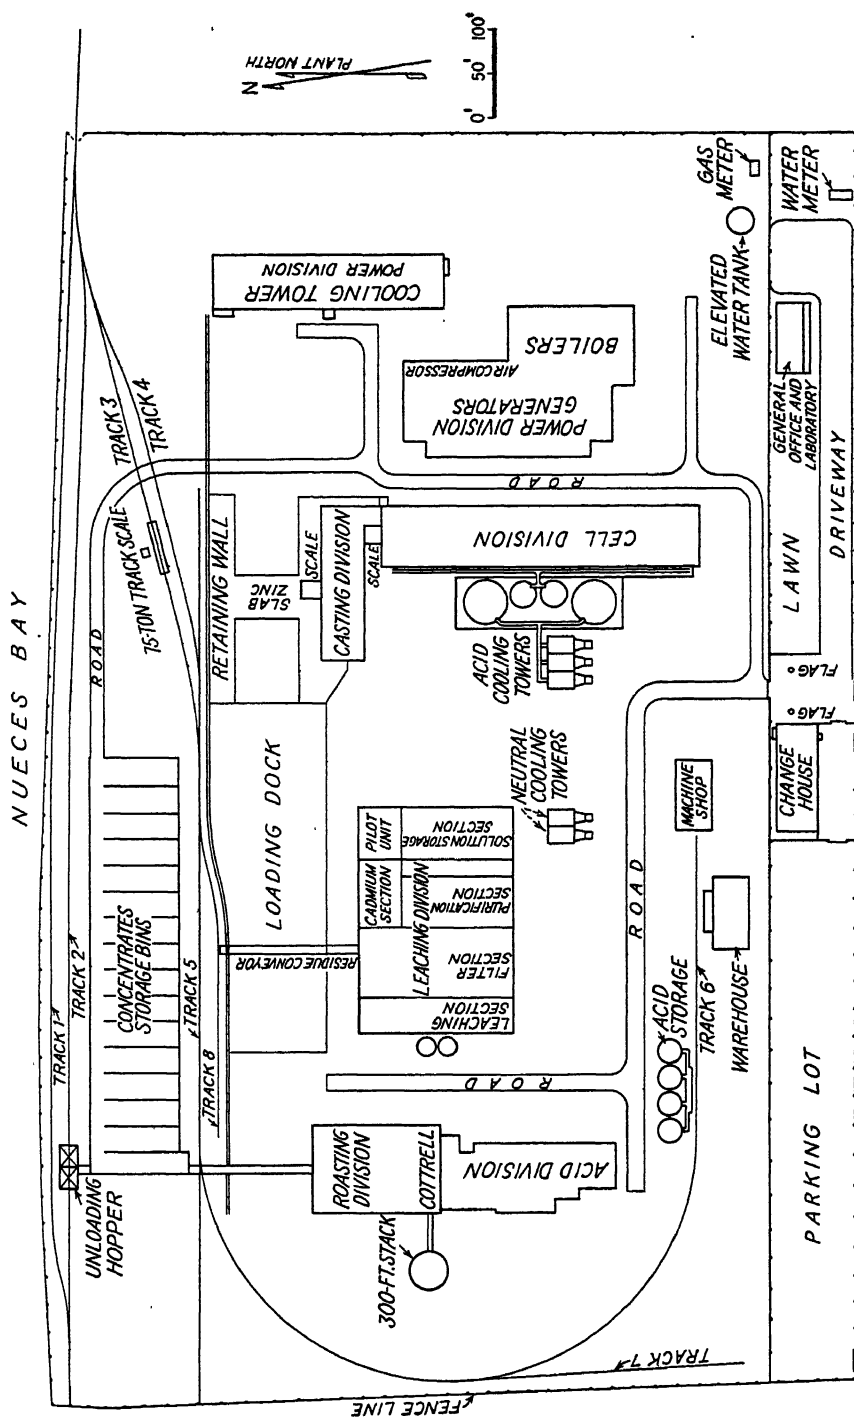 NUECES BAY
N
PLANT NORTH
0' 50' 100'
TRACK 1
TRACK 2
UNLOADING
HOPPER
ROAD
CONCENTRATES
STORAGE BINS
TRACK 3
TRACK 4
75-TON TRACK SCALE
TRACK 5
TRACK 8
RETAINING WALL
COOLING TOWER
POWER DIVISION
LOADING DOCK
SLAB
ZINC
SCALE
CASTING DIVISION
SCALE
RESIDUE CONVEYOR
ROASTING
DIVISION
COTTRELL
300-FT. STACK
ACID DIVISION
ROAD
LEACHING DIVISION
LEACHING
SECTION
FILTER
SECTION
CADMIUM
SECTION
PURIFICATION
SECTION
PILOT
UNIT
SOLUTION STORAGE
SECTION
NEUTRAL
COOLING
TOWERS
ACID
COOLING
TOWERS
CELL DIVISION
ROAD
POWER DIVISION
GENERATORS
AIR COMPRESSOR
BOILERS
ROAD
ACID
STORAGE
TRACK 6
WAREHOUSE
MACHINE
SHOP
TRACK 7
FENCE LINE
ELEVATED
WATER TANK
GAS
METER
WATER
METER
PARKING LOT
CHANGE
HOUSE
FLAG
FLAG
LAWN
DRIVEWAY
GENERAL
OFFICE AND
LABORATORY